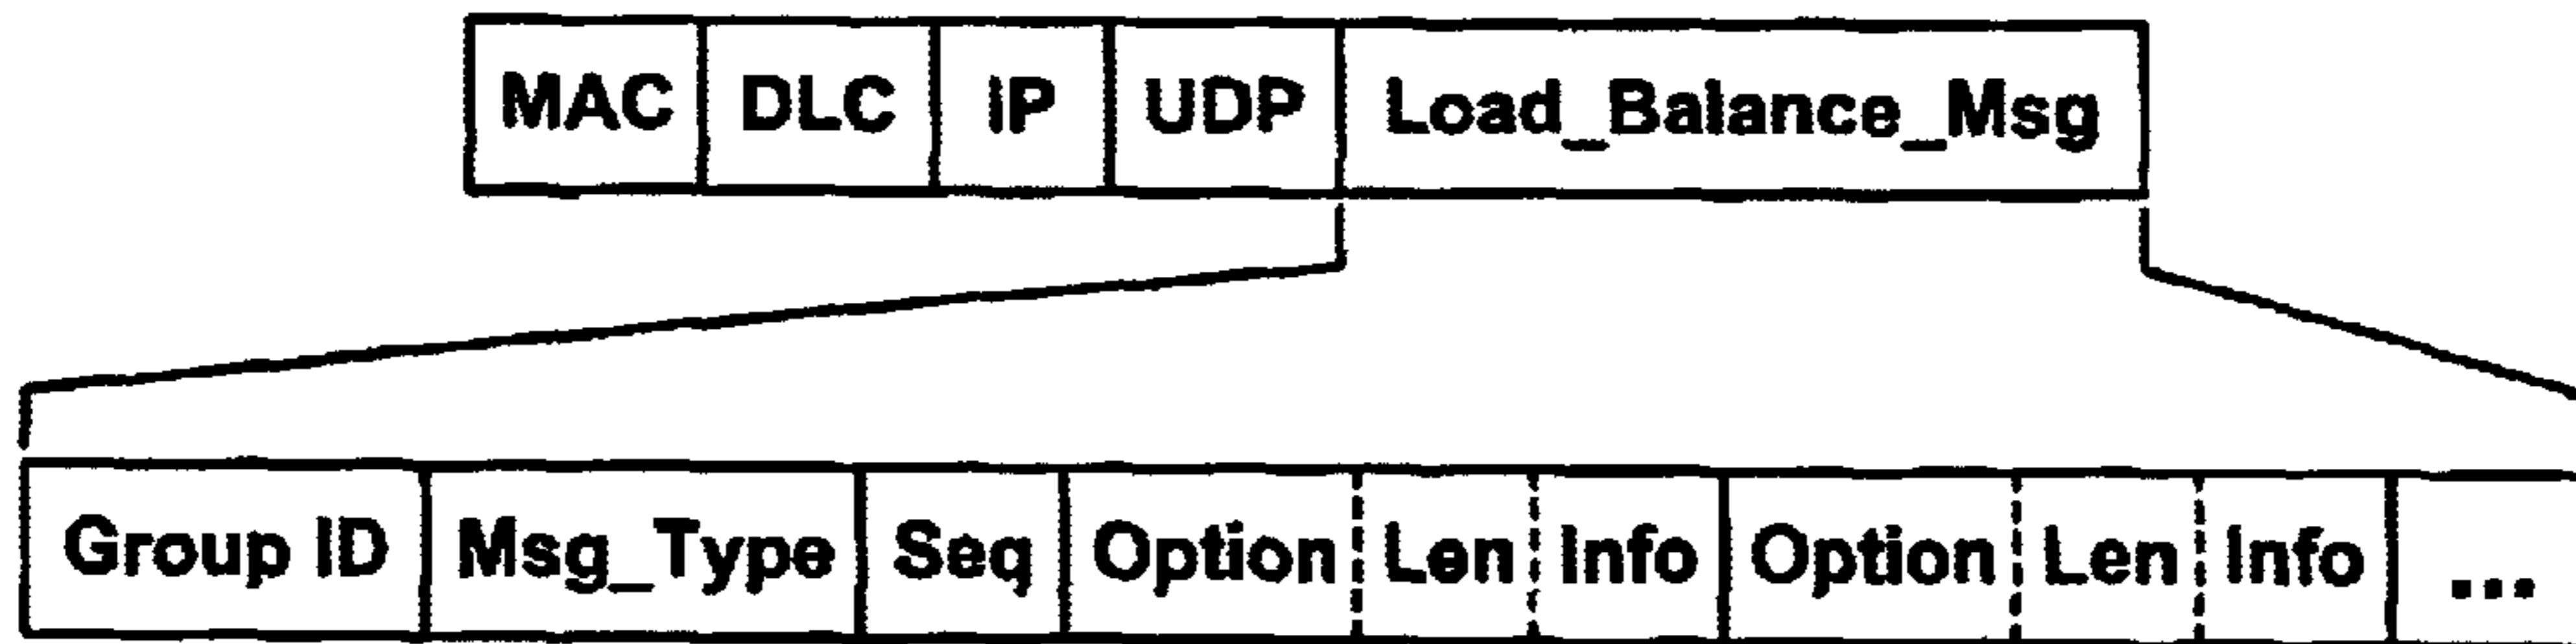 MAC DLC IP UDP Load_Balance_Msg
Group ID Msg_Type Seq Option Len Info Option Len Info ...